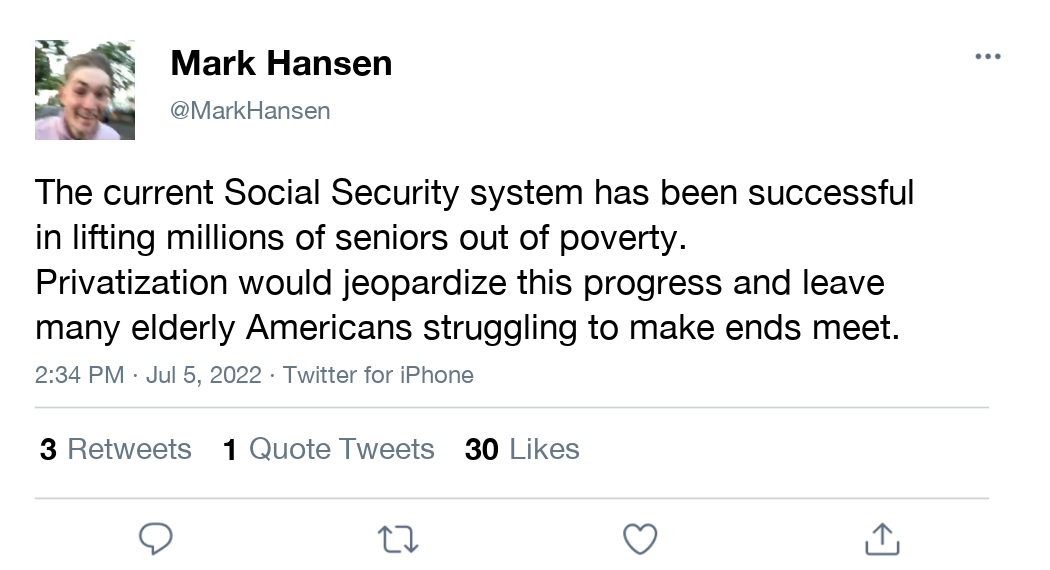 Mark Hansen
@MarkHansen
The current Social Security system has been successful
in lifting millions of seniors out of poverty.
Privatization would jeopardize this progress and leave
many elderly Americans struggling to make ends meet.
2:34 PM · Jul 5, 2022 · Twitter for iPhone
3 Retweets 1 Quote Tweets 30 Likes